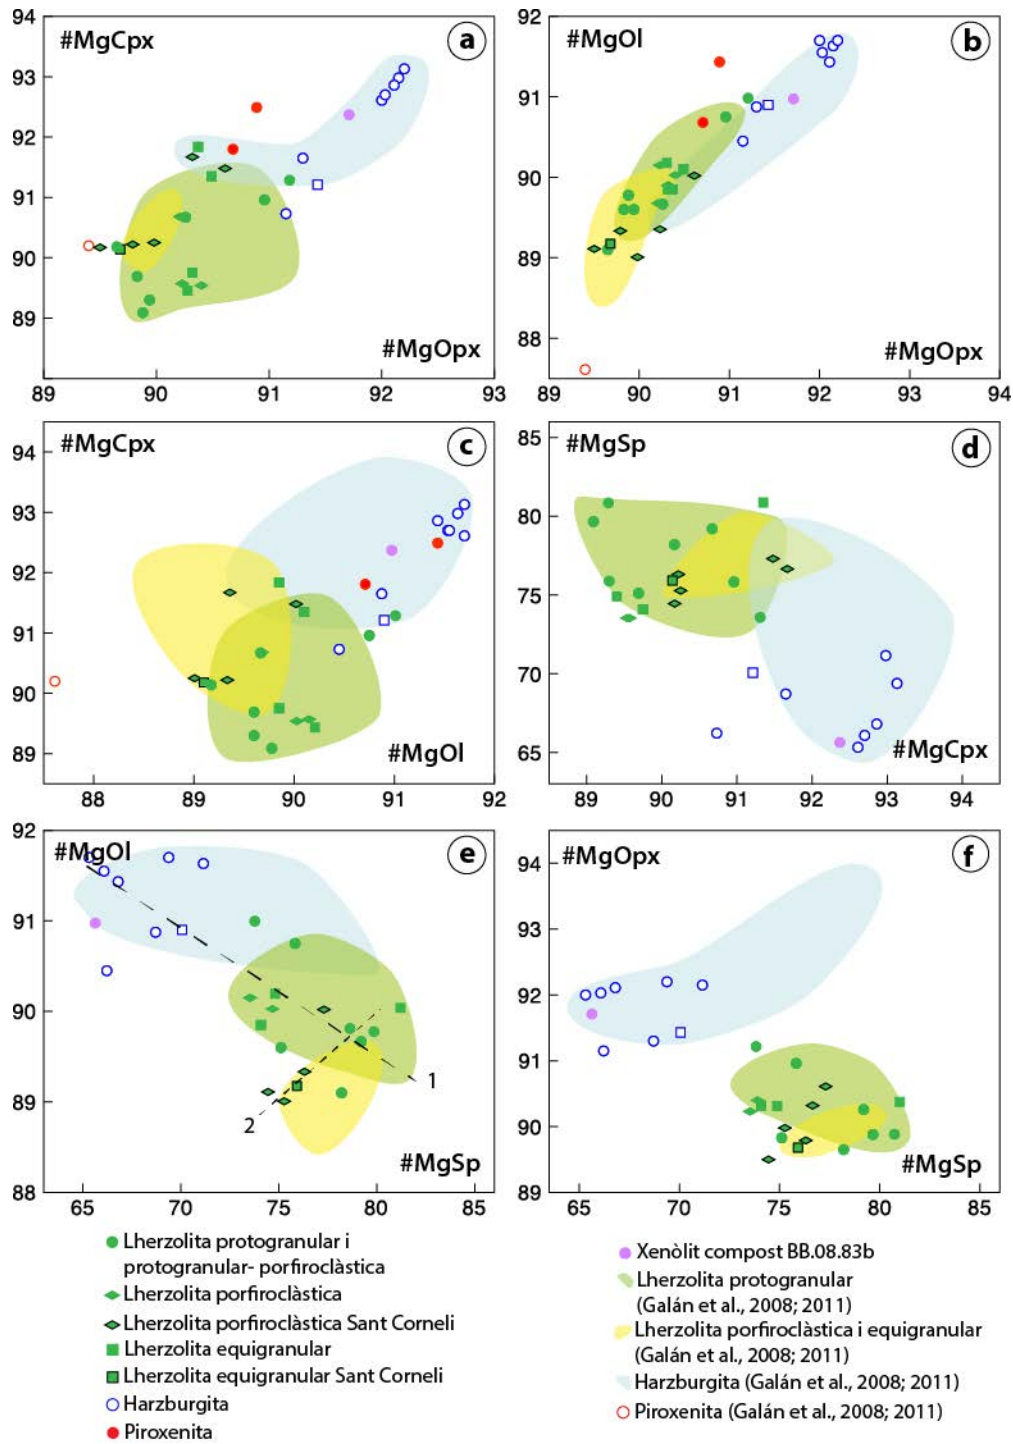 94
93
92
91
90
89
#MgCpx
a
#MgOpx
89 90 91 92 93
92
91
90
89
88
#MgOl
b
#MgOpx
89 90 91 92 93 94
94
93
92
91
90
89
#MgCpx
c
#MgOl
88 89 90 91 92
85
80
75
70
65
#MgSp
d
#MgCpx
89 90 91 92 93 94
92
91
90
89
88
#MgOl
e
1
2
#MgSp
65 70 75 80 85
94
93
92
91
90
89
#MgOpx
f
#MgSp
65 70 75 80 85
Lherzolita protogranular i
protogranular- porfiroclàstica
Lherzolita porfiroclàstica
Lherzolita porfiroclàstica Sant Corneli
Lherzolita equigranular
Lherzolita equigranular Sant Corneli
Harzburgita
Piroxenita
Xenòlit compost BB.08.83b
Lherzolita protogranular
(Galán et al., 2008; 2011)
Lherzolita porfiroclàstica i equigranular
(Galán et al., 2008; 2011)
Harzburgita (Galán et al., 2008; 2011)
Piroxenita (Galán et al., 2008; 2011)